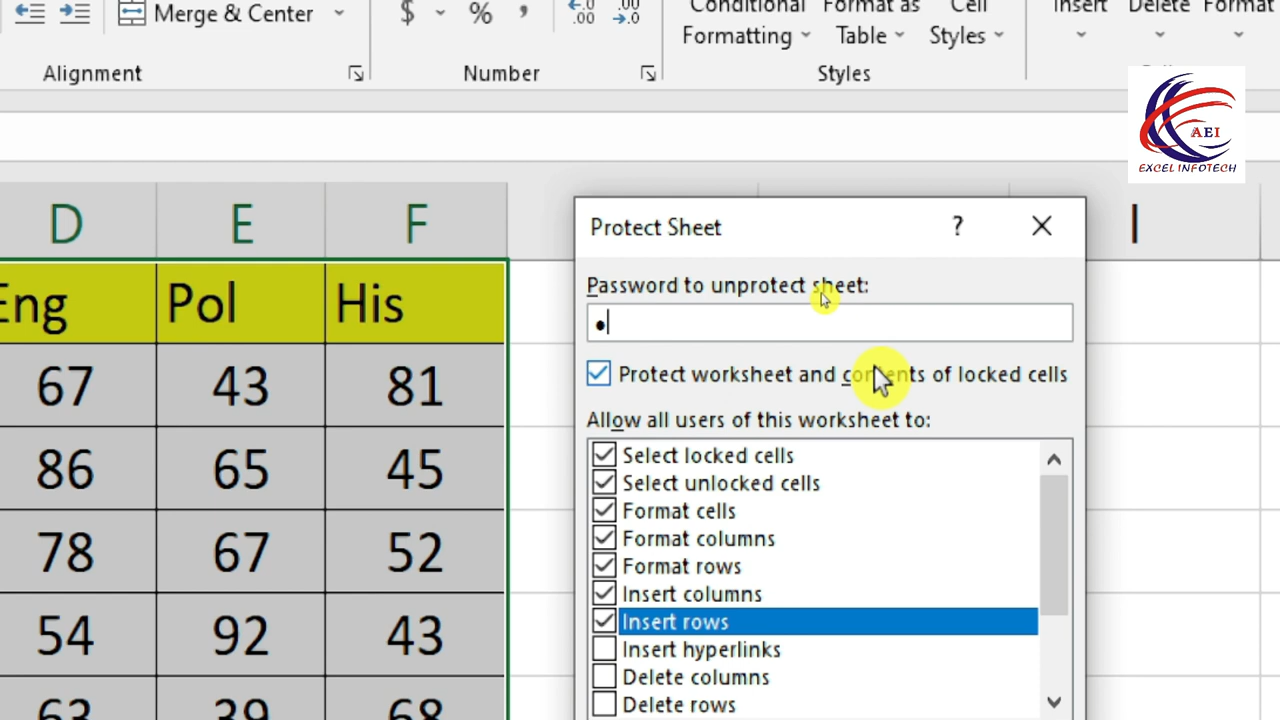 Merge & Center
$
%
,
.00
.00
Conditional
Formatting
Format as
Table
Cell
Styles
Insert
Delete
Format
Alignment
Number
Styles
AEI
EXCEL INFOTECH
D
E
F
I
Eng
Pol
His
67
43
81
86
65
45
78
67
52
54
92
43
63
39
68
Protect Sheet
?
Password to unprotect sheet:
Protect worksheet and contents of locked cells
Allow all users of this worksheet to:
Select locked cells
Select unlocked cells
Format cells
Format columns
Format rows
Insert columns
Insert rows
Insert hyperlinks
Delete columns
Delete rows